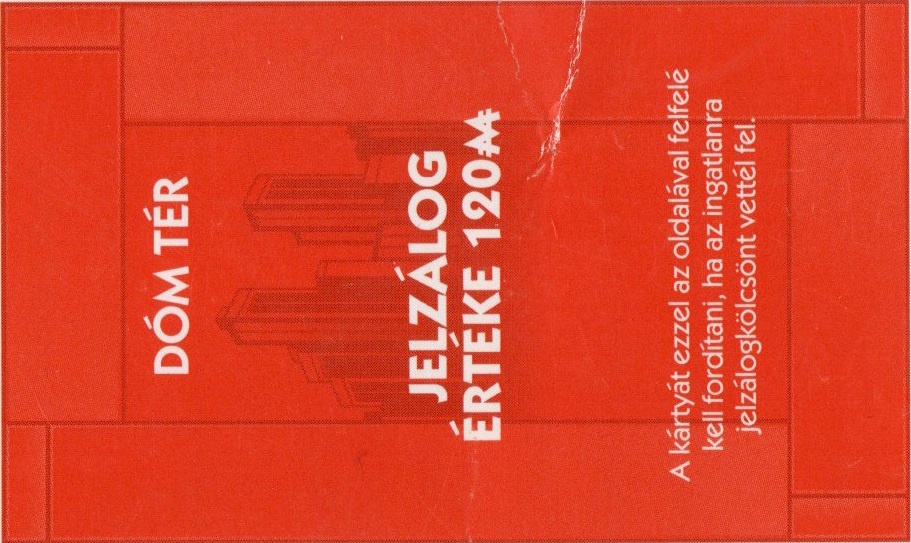 DÓM TÉR
JELZÁLOG
ÉRTÉKE 120₩
A kártyát ezzel az oldalával felfelé
kell fordítani, ha az ingatlanra
jelzálogkölcsönt vettél fel.